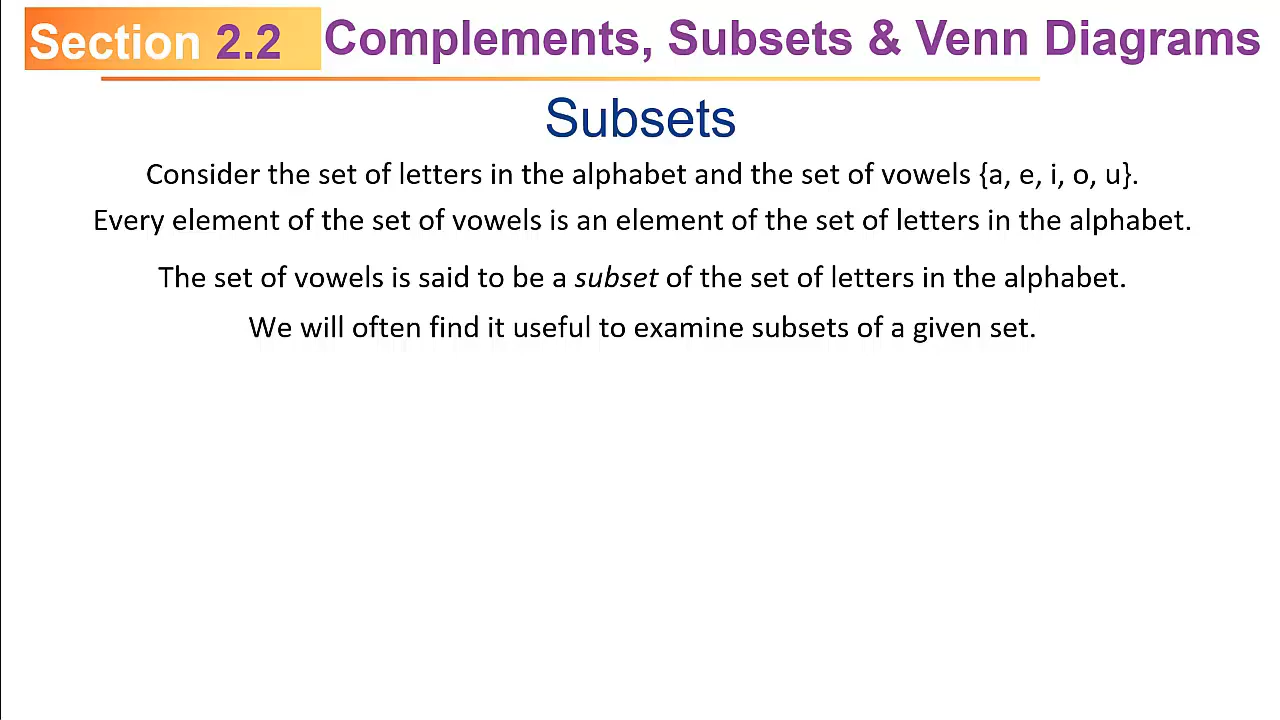 Section 2.2 Complements, Subsets & Venn Diagrams
Subsets
Consider the set of letters in the alphabet and the set of vowels {a, e, i, o, u}.
Every element of the set of vowels is an element of the set of letters in the alphabet.
The set of vowels is said to be a subset of the set of letters in the alphabet.
We will often find it useful to examine subsets of a given set.